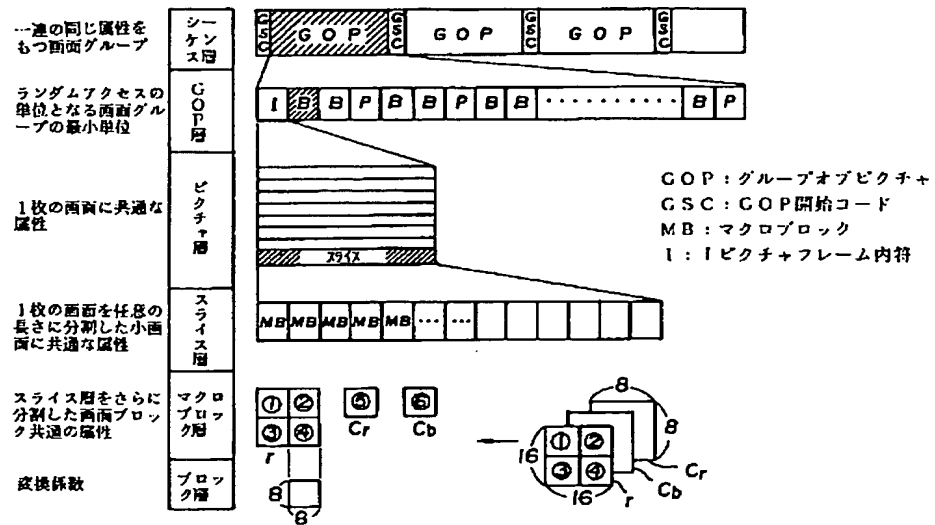 一連の同じ属性を
もつ画面グループ
シー
ケン
ス層
GSC
GOP
GSC
GOP
GSC
GOP
GSC
ランダムアクセスの
単位となる画面グル
ープの最小単位
GOP層
I B B P B B P B B ・・・・・・・・・・ B P
1枚の画面に共通な
属性
ピクチャ層
スライス
GOP：グループオブピクチャ
GSC：GOP開始コード
MB：マクロブロック
I：Iピクチャフレーム内符
1枚の画面を任意の
長さに分割した小画
面に共通な属性
スライス層
MB MB MB MB MB … …
スライス層をさらに
分割した画面ブロッ
ク共通の属性
マクロ
ブロッ
ク層
① ②
③ ④
r
⑤
Cr
⑥
Cb
8
8
16
① ②
③ ④
16
r
Cb
Cr
変換係数
ブロッ
ク層
8
8